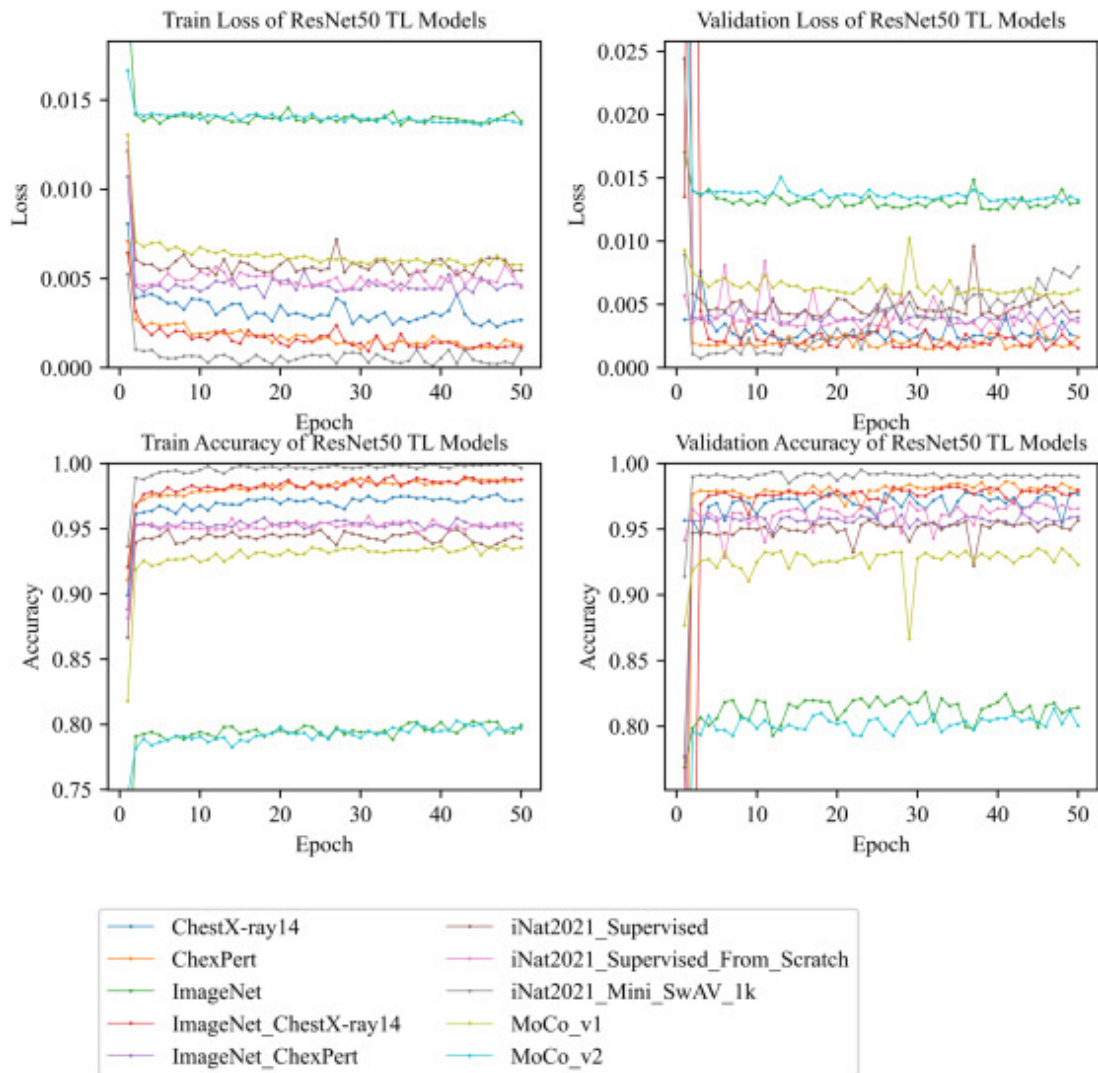 Train Loss of ResNet50 TL Models
Validation Loss of ResNet50 TL Models
0.015
0.010
0.005
0.000
Loss
0 10 20 30 40 50
Epoch
0.025
0.020
0.015
0.010
0.005
0.000
Loss
0 10 20 30 40 50
Epoch
Train Accuracy of ResNet50 TL Models
Validation Accuracy of ResNet50 TL Models
1.00
0.95
0.90
0.85
0.80
0.75
Accuracy
0 10 20 30 40 50
Epoch
1.00
0.95
0.90
0.85
0.80
Accuracy
0 10 20 30 40 50
Epoch
ChestX-ray14
ChexPert
ImageNet
ImageNet_ChestX-ray14
ImageNet_ChexPert
iNat2021_Supervised
iNat2021_Supervised_From_Scratch
iNat2021_Mini_SwAV_1k
MoCo_v1
MoCo_v2